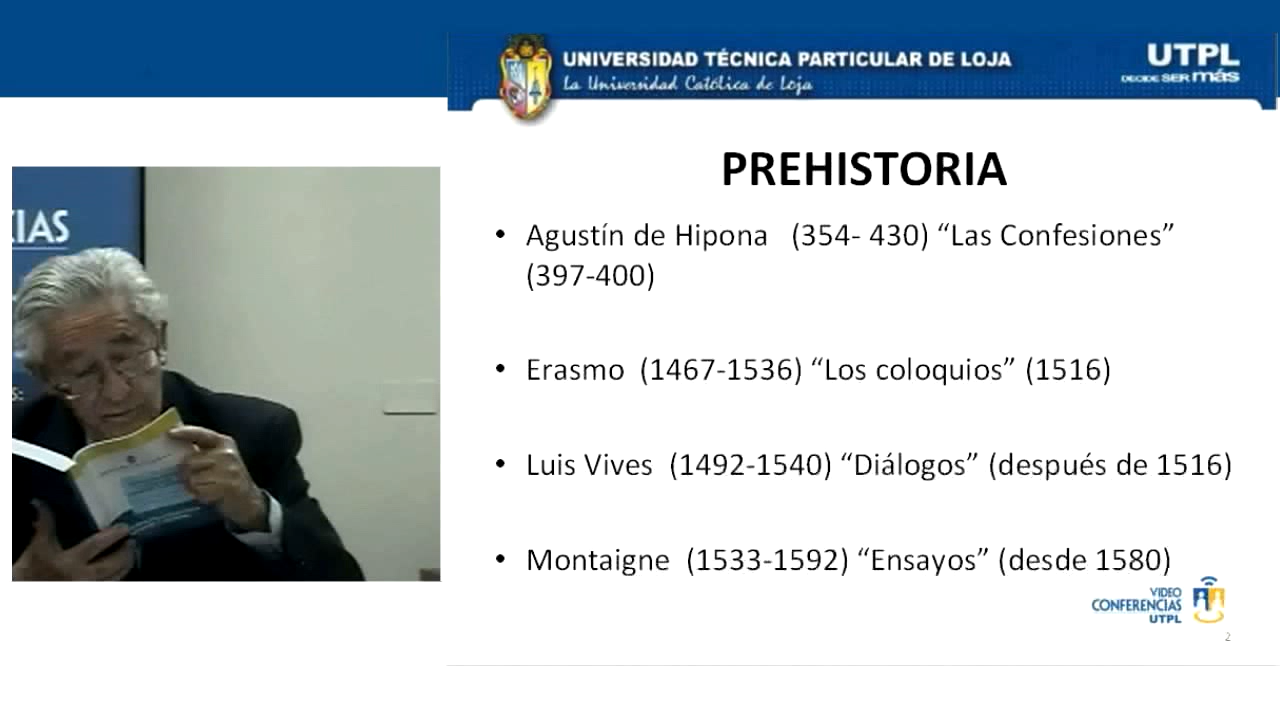 UNIVERSIDAD TÉCNICA PARTICULAR DE LOJA
La Universidad Católica de Loja
UTPL
DECIDE SER más
PREHISTORIA
• Agustín de Hipona (354- 430) “Las Confesiones”
(397-400)
• Erasmo (1467-1536) “Los coloquios” (1516)
• Luis Vives (1492-1540) “Diálogos” (después de 1516)
• Montaigne (1533-1592) “Ensayos” (desde 1580)
VIDEO
CONFERENCIAS
UTPL
2
CIAS
S: